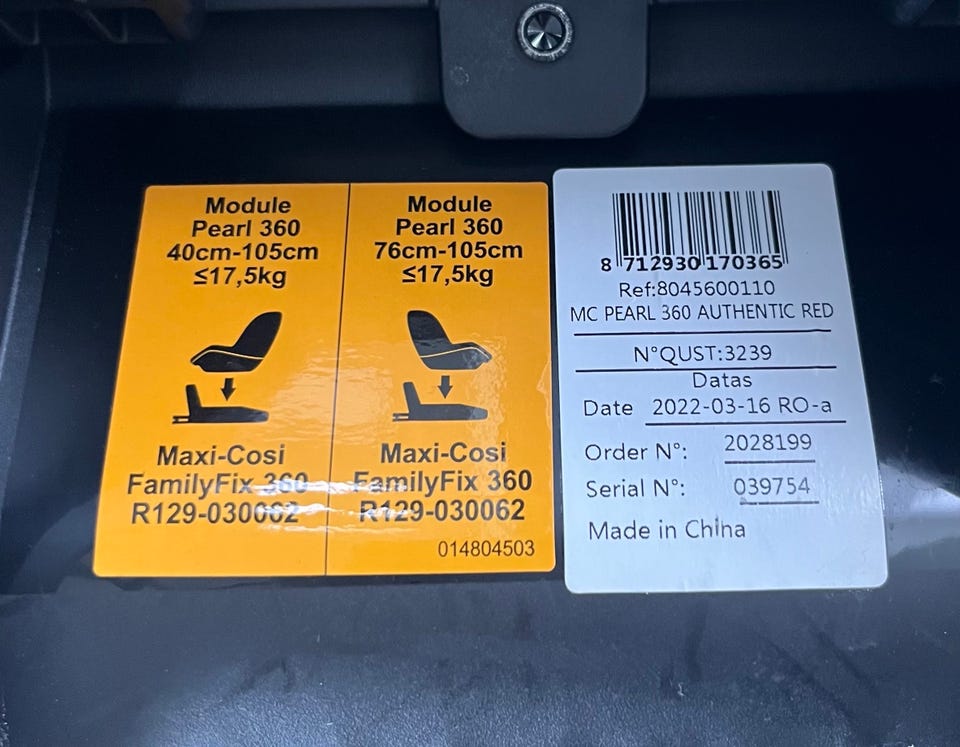 Module
Pearl 360
40cm-105cm
≤17,5kg
Maxi-Cosi
FamilyFix 360
R129-030062
Module
Pearl 360
76cm-105cm
≤17,5kg
Maxi-Cosi
FamilyFix 360
R129-030062
014804503
8 712930 170365
Ref:8045600110
MC PEARL 360 AUTHENTIC RED
N°QUST:3239
Datas
Date 2022-03-16 RO-a
Order N°: 2028199
Serial N°: 039754
Made in China